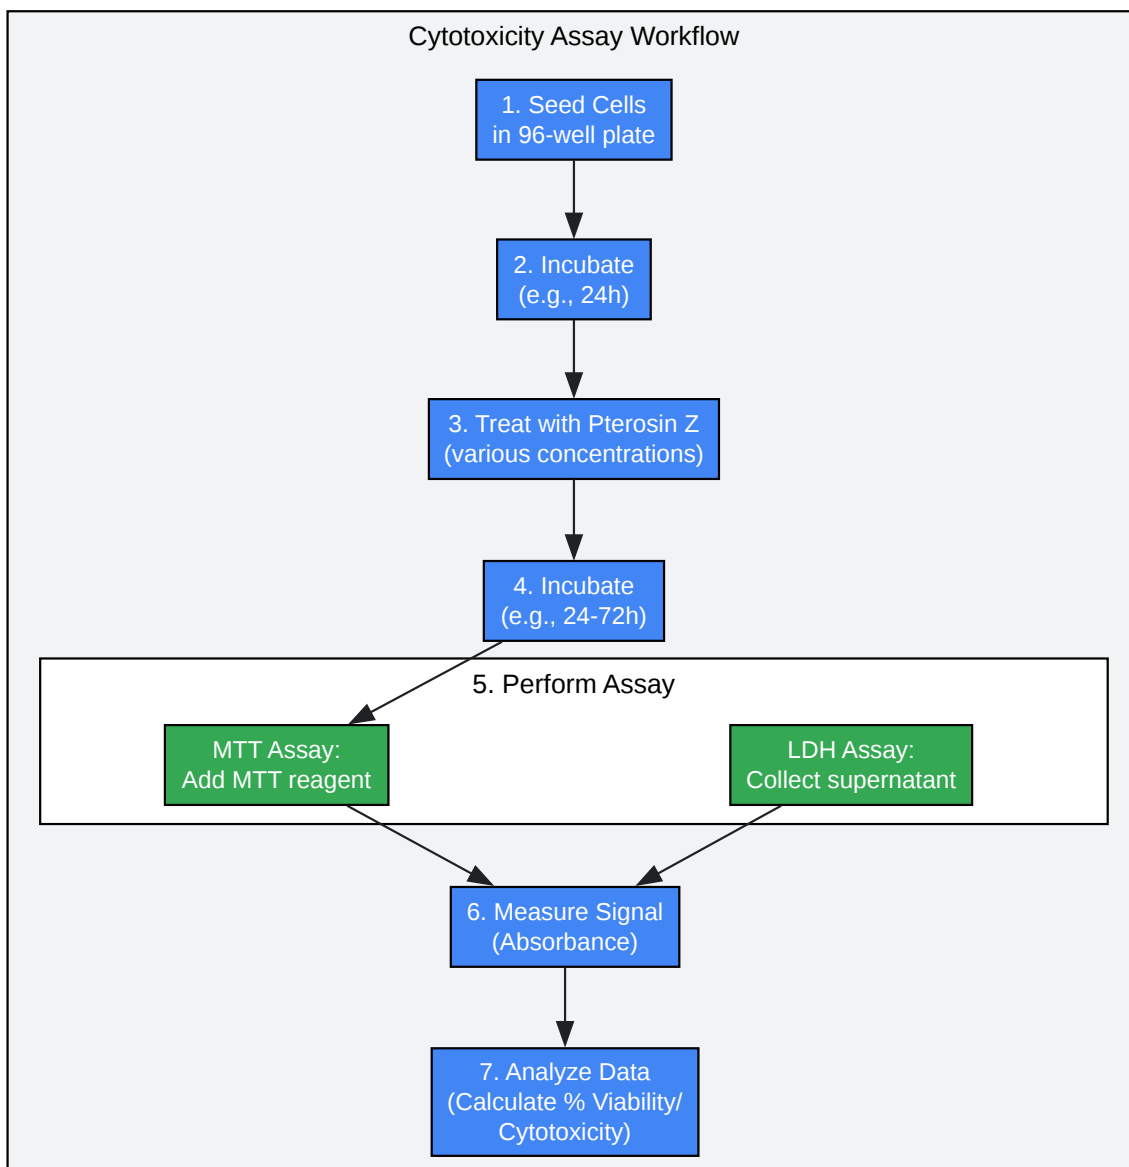 Cytotoxicity Assay Workflow
1. Seed Cells
in 96-well plate
2. Incubate
(e.g., 24h)
3. Treat with Pterosin Z
(various concentrations)
4. Incubate
(e.g., 24-72h)
5. Perform Assay
MTT Assay:
Add MTT reagent
LDH Assay:
Collect supernatant
6. Measure Signal
(Absorbance)
7. Analyze Data
(Calculate % Viability/
Cytotoxicity)